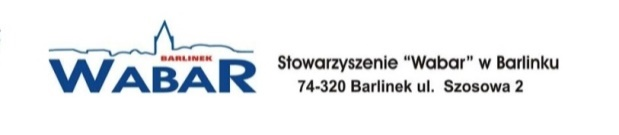 BARLINEK
WABAR
Stowarzyszenie "Wabar" w Barlinku
74-320 Barlinek ul. Szosowa 2